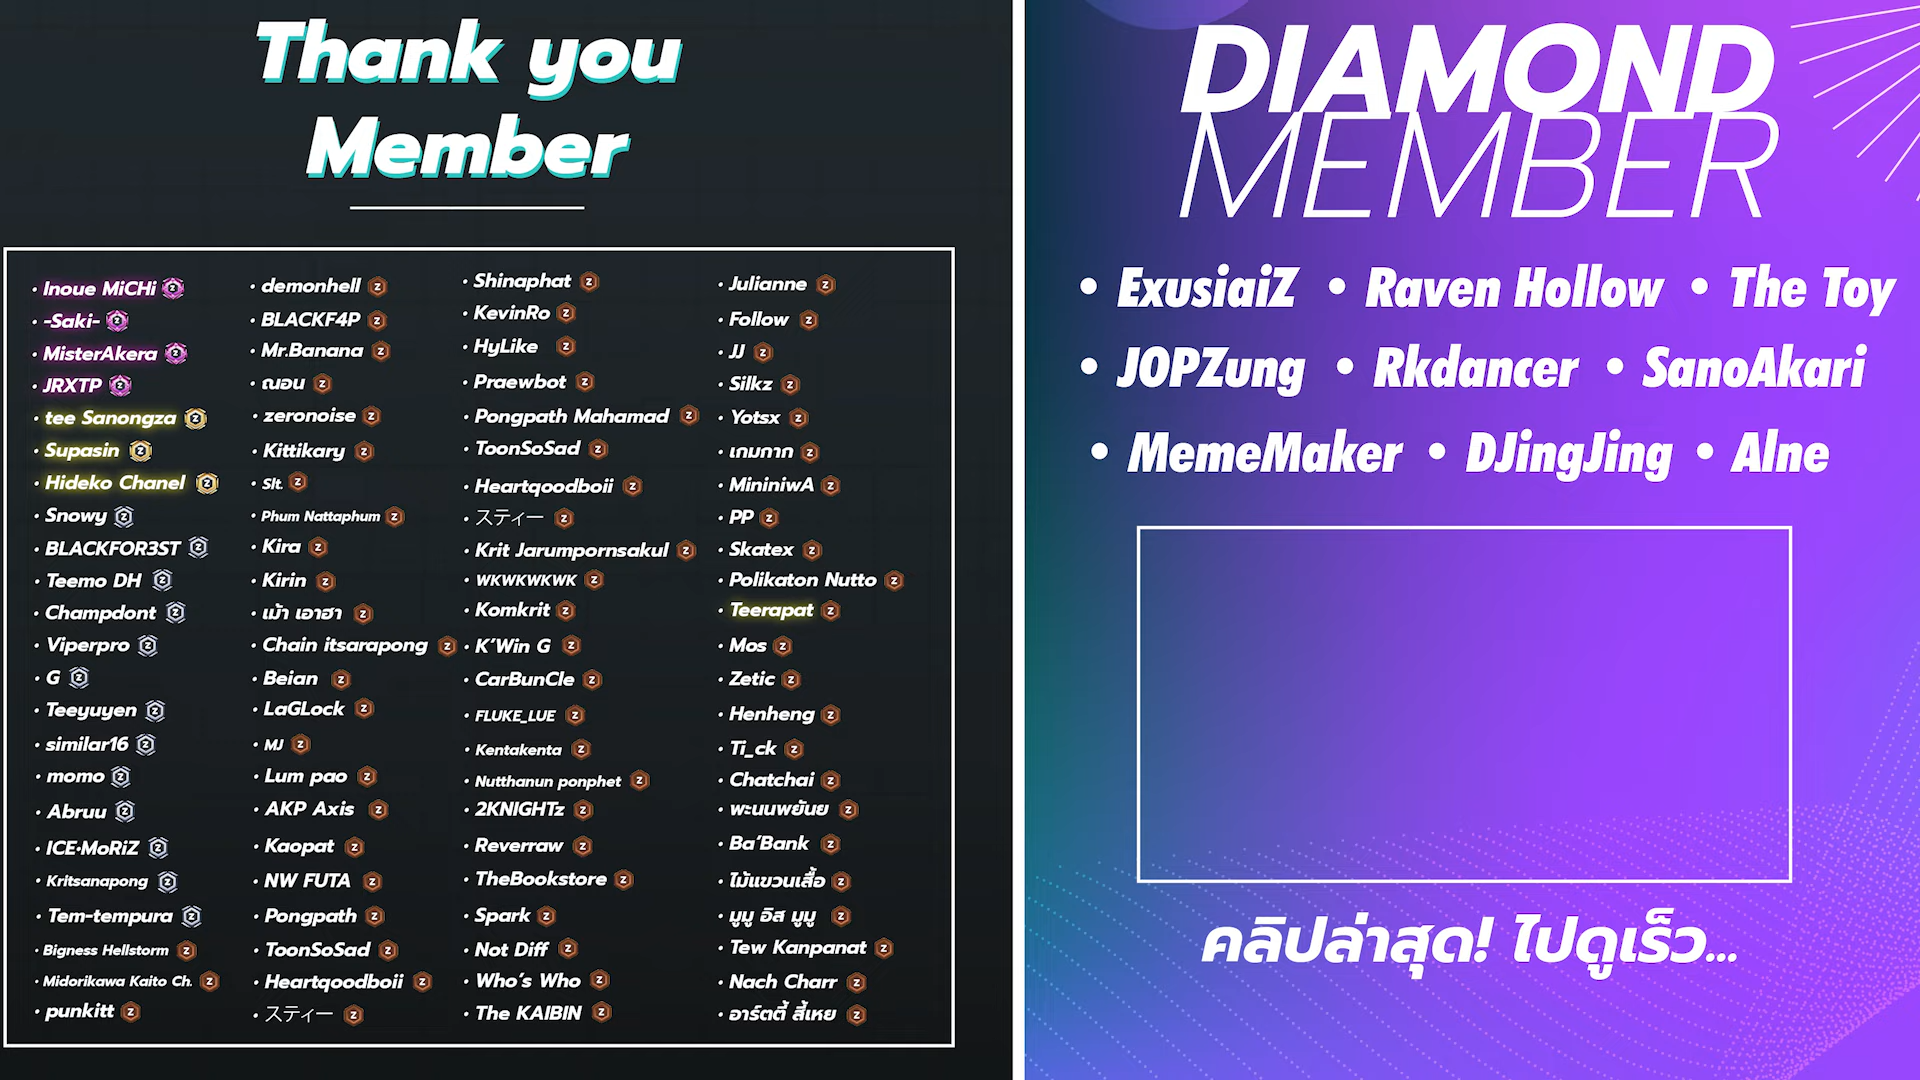 Thank you
Member
• Inoue MiCHi
• -Saki-
• MisterAkera
• JRXTP
• tee Sanongza
• Supasin
• Hideko Chanel
• Snowy
• BLACKFOR3ST
• Teemo DH
• Champdont
• Viperpro
• G
• Teeyuyen
• similar16
• momo
• Abruu
• ICE•MoRiZ
• Kritsanapong
• Tem-tempura
• Bigness Hellstorm
• Midorikawa Kaito Ch.
• punkitt
• demonhell
• BLACKF4P
• Mr.Banana
• ณอน
• zeronoise
• Kittikary
• Slt.
• Phum Nattaphum
• Kira
• Kirin
• เม้า เอาฮา
• Chain itsarapong
• Beian
• LaGLock
• MJ
• Lum pao
• AKP Axis
• Kaopat
• NW FUTA
• Pongpath
• ToonSoSad
• Heartqoodboii
• スティー
• Shinaphat
• KevinRo
• HyLike
• Praewbot
• Pongpath Mahamad
• ToonSoSad
• Heartqoodboii
• スティー
• Krit Jarumpornsakul
• WKWKWKWK
• Komkrit
• K'Win G
• CarBunCle
• FLUKE_LUE
• Kentakenta
• Nutthanun ponphet
• 2KNIGHTz
• Reverraw
• TheBookstore
• Spark
• Not Diff
• Who's Who
• The KAIBIN
• Julianne
• Follow
• JJ
• Silkz
• Yotsx
• เกมกาก
• MininiwA
• PP
• Skatex
• Polikaton Nutto
• Teerapat
• Mos
• Zetic
• Henheng
• Ti_ck
• Chatchai
• พะนนพยันย
• Ba'Bank
• ไม้แขวนเสื้อ
• มูมู อิส มูมู
• Tew Kanpanat
• Nach Charr
• อาร์ตตี้ สี้เหย
DIAMOND
MEMBER
• ExusiaiZ • Raven Hollow • The Toy
• JOPZung • Rkdancer • SanoAkari
• MemeMaker • DJingJing • Alne
คลิปล่าสุด! ไปดูเร็ว...